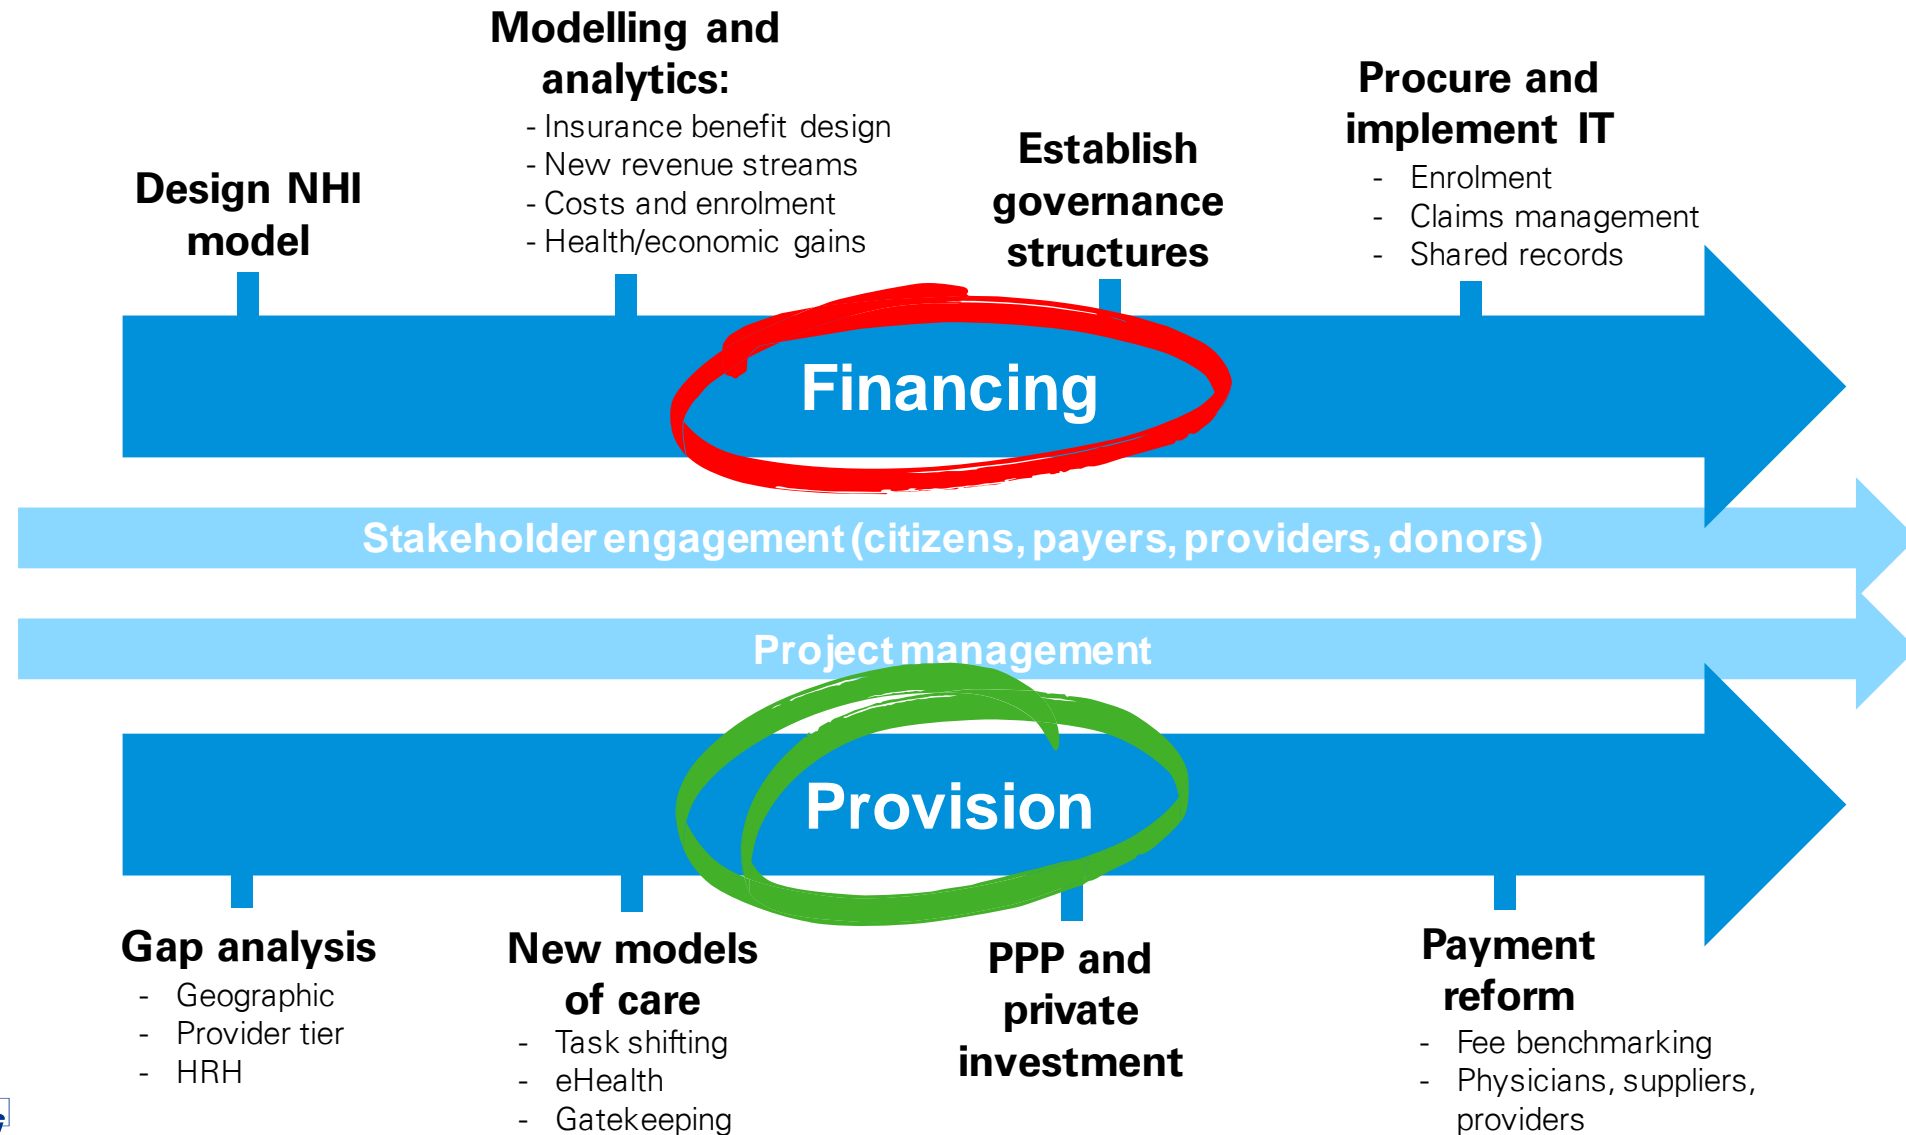 Modelling and
analytics:
- Insurance benefit design
- New revenue streams
- Costs and enrolment
- Health/economic gains
Procure and
implement IT
- Enrolment
- Claims management
- Shared records
Establish
governance
structures
Design NHI
model
Financing
Stakeholder engagement (citizens, payers, providers, donors)
Project management
Provision
Gap analysis
- Geographic
- Provider tier
- HRH
New models
of care
- Task shifting
- eHealth
- Gatekeeping
PPP and
private
investment
Payment
reform
- Fee benchmarking
- Physicians, suppliers,
providers